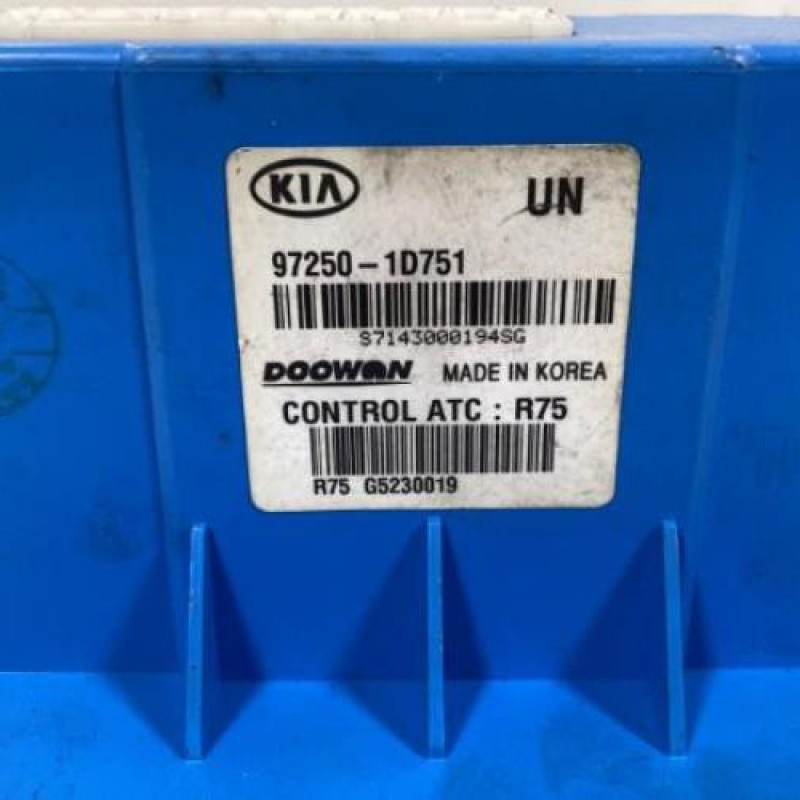 KIA UN
97250-1D751
S7143000194SG
DOOWON MADE IN KOREA
CONTROL ATC : R75
R75 G5230019